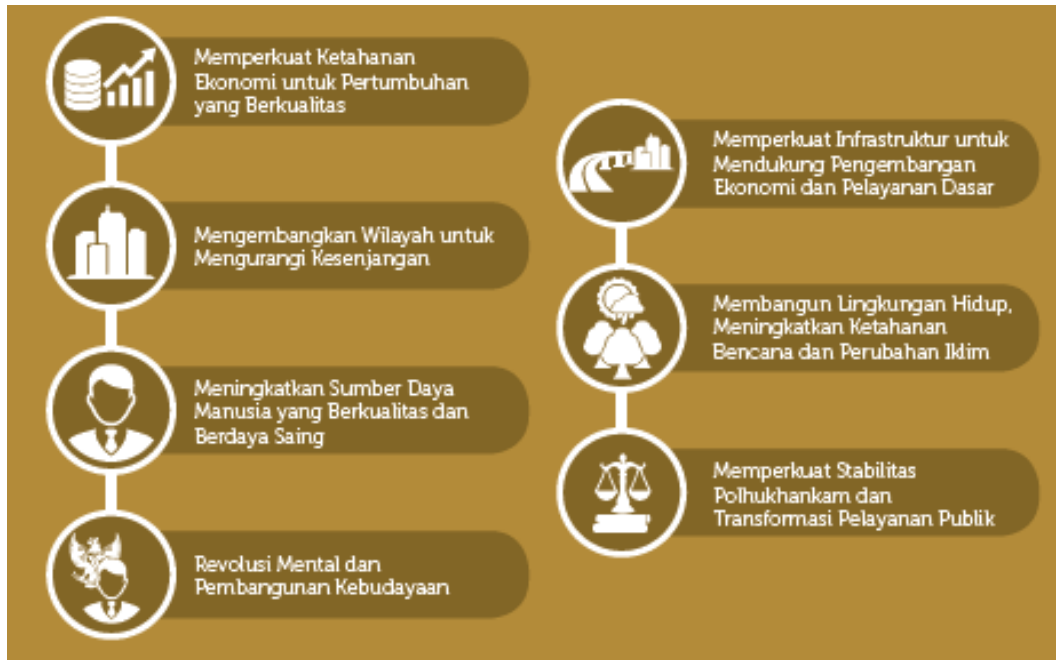 Memperkuat Ketahanan
Ekonomi untuk Pertumbuhan
yang Berkualitas
Mengembangkan Wilayah untuk
Mengurangi Kesenjangan
Meningkatkan Sumber Daya
Manusia yang Berkualitas dan
Berdaya Saing
Revolusi Mental dan
Pembangunan Kebudayaan
Memperkuat Infrastruktur untuk
Mendukung Pengembangan
Ekonomi dan Pelayanan Dasar
Membangun Lingkungan Hidup,
Meningkatkan Ketahanan
Bencana dan Perubahan Iklim
Memperkuat Stabilitas
Polhukhankam dan
Transformasi Pelayanan Publik